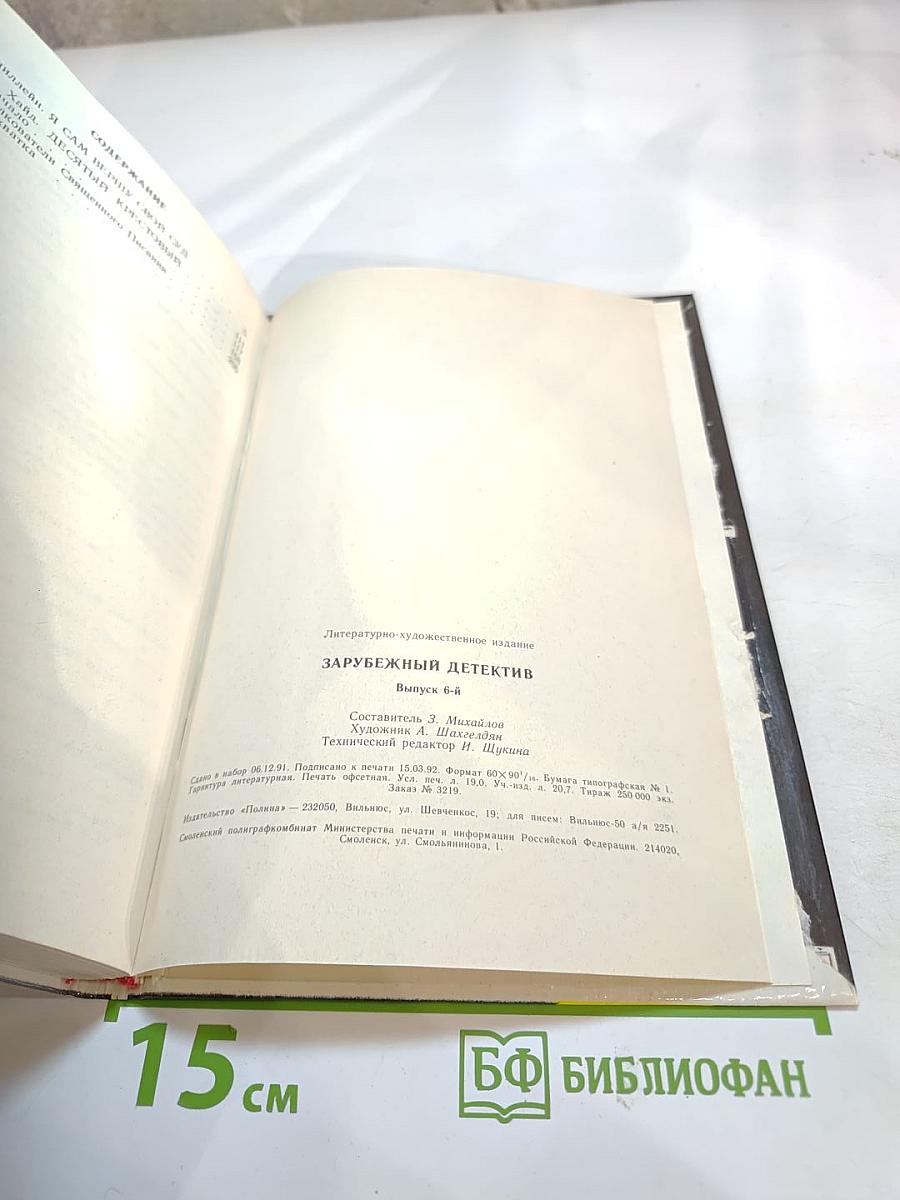 СОДЕРЖАНИЕ
Я САМ ВЕРШУ СВОЙ СУД
Хайд. ДЕСЯТЫЙ КРЕСТОВЫЙ
Священного Писания
Литературно-художественное издание
ЗАРУБЕЖНЫЙ ДЕТЕКТИВ
Выпуск 6-й
Составитель З. Михайлов
Художник А. Шахгелдян
Технический редактор И. Щукина
Сдано в набор 06.12.91. Подписано к печати 15.03.92. Формат 60×90¹/₁₆. Бумага типографская № 1.
Гарнитура литературная. Печать офсетная. Усл. печ. л. 19,0. Уч.-изд. л. 20,7. Тираж 250 000 экз.
Заказ № 3219.
Издательство «Полина» — 232050, Вильнюс, ул. Шевченкос, 19; для писем: Вильнюс-50 а/я 2251.
Смоленский полиграфкомбинат Министерства печати и информации Российской Федерации. 214020,
Смоленск, ул. Смольянинова, 1.
15 см
БФ БИБЛИОФАН